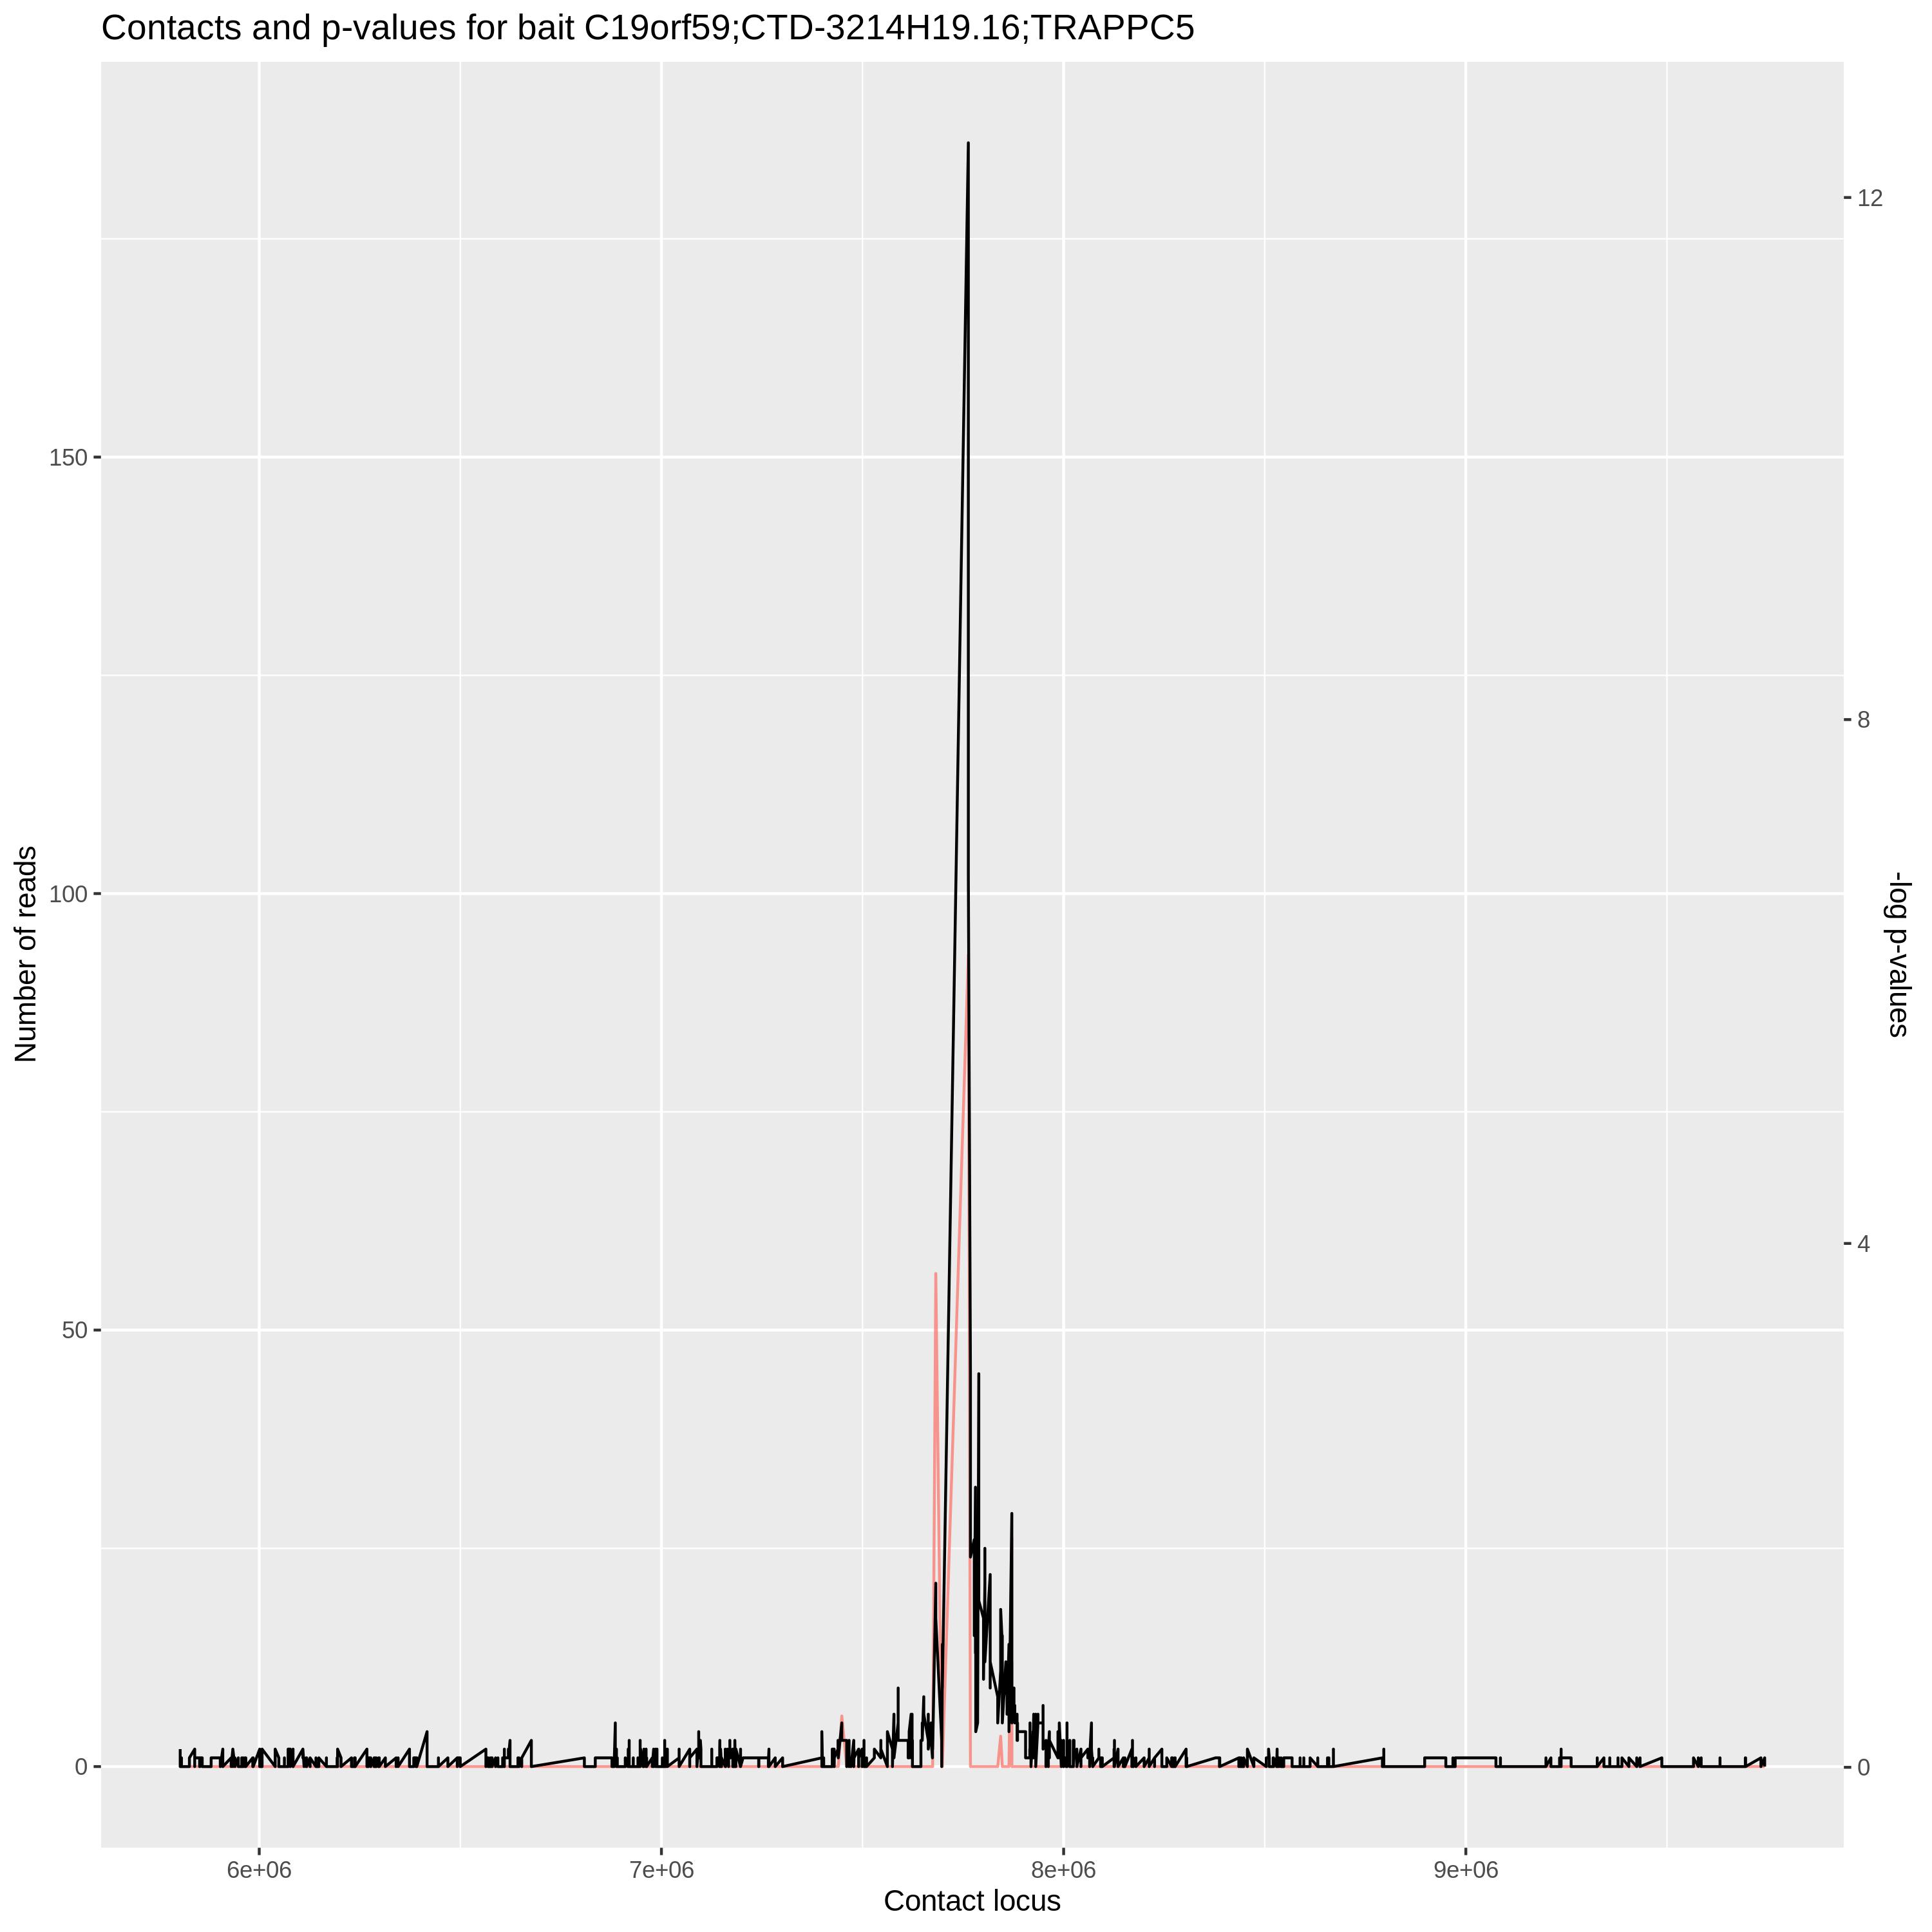 Contacts and p-values for bait C19orf59;CTD-3214H19.16;TRAPPC5
Number of reads
150
100
50
0
12
8
4
0
-log p-values
6e+06
7e+06
8e+06
9e+06
Contact locus